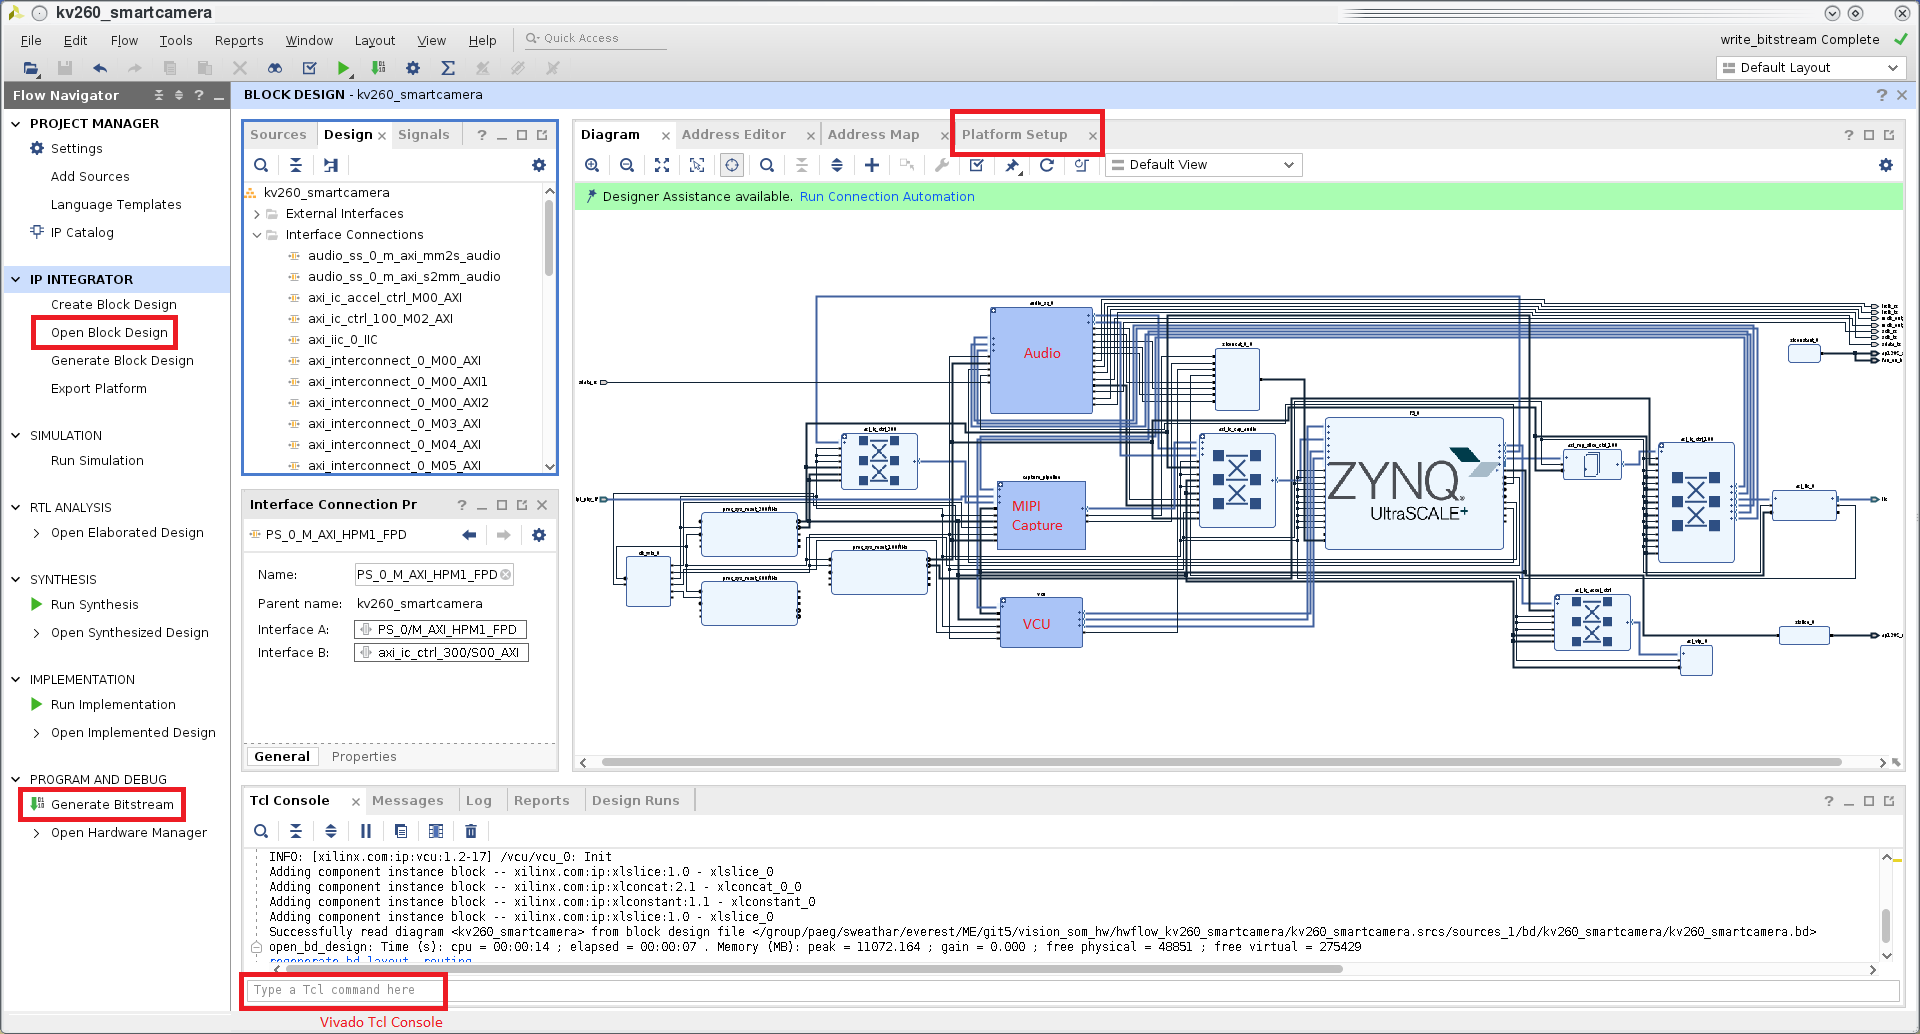 kv260_smartcamera
File Edit Flow Tools Reports Window Layout View Help Quick Access
write_bitstream Complete
Default Layout
Flow Navigator
PROJECT MANAGER
Settings
Add Sources
Language Templates
IP Catalog
IP INTEGRATOR
Create Block Design
Open Block Design
Generate Block Design
Export Platform
SIMULATION
Run Simulation
RTL ANALYSIS
Open Elaborated Design
SYNTHESIS
Run Synthesis
Open Synthesized Design
IMPLEMENTATION
Run Implementation
Open Implemented Design
PROGRAM AND DEBUG
Generate Bitstream
Open Hardware Manager
BLOCK DESIGN - kv260_smartcamera
Sources Design Signals
kv260_smartcamera
External Interfaces
Interface Connections
audio_ss_0_m_axi_mm2s_audio
audio_ss_0_m_axi_s2mm_audio
axi_ic_accel_ctrl_M00_AXI
axi_ic_ctrl_100_M02_AXI
axi_iic_0_IIC
axi_interconnect_0_M00_AXI
axi_interconnect_0_M00_AXI1
axi_interconnect_0_M00_AXI2
axi_interconnect_0_M03_AXI
axi_interconnect_0_M04_AXI
axi_interconnect_0_M05_AXI
Interface Connection Pr
PS_0_M_AXI_HPM1_FPD
Name: PS_0_M_AXI_HPM1_FPD
Parent name: kv260_smartcamera
Interface A: PS_0/M_AXI_HPM1_FPD
Interface B: axi_ic_ctrl_300/S00_AXI
General Properties
Diagram Address Editor Address Map Platform Setup
Default View
Designer Assistance available. Run Connection Automation
Audio
MIPI
Capture
VCU
ZYNQ
UltraSCALE+
Tcl Console Messages Log Reports Design Runs
INFO: [xilinx.com:ip:vcu:1.2-17] /vcu/vcu_0: Init
Adding component instance block -- xilinx.com:ip:xlslice:1.0 - xlslice_0
Adding component instance block -- xilinx.com:ip:xlconcat:2.1 - xlconcat_0_0
Adding component instance block -- xilinx.com:ip:xlconstant:1.1 - xlconstant_0
Adding component instance block -- xilinx.com:ip:xlslice:1.0 - xlslice_0
Successfully read diagram <kv260_smartcamera> from block design file </group/paeg/sweathar/everest/ME/git5/vision_som_hw/hwflow_kv260_smartcamera/kv260_smartcamera.srcs/sources_1/bd/kv260_smartcamera/kv260_smartcamera.bd>
open_bd_design: Time (s): cpu = 00:00:14 ; elapsed = 00:00:07 . Memory (MB): peak = 11072.164 ; gain = 0.000 ; free physical = 48851 ; free virtual = 275429
regenerate_bd_layout -routing
Type a Tcl command here
Vivado Tcl Console